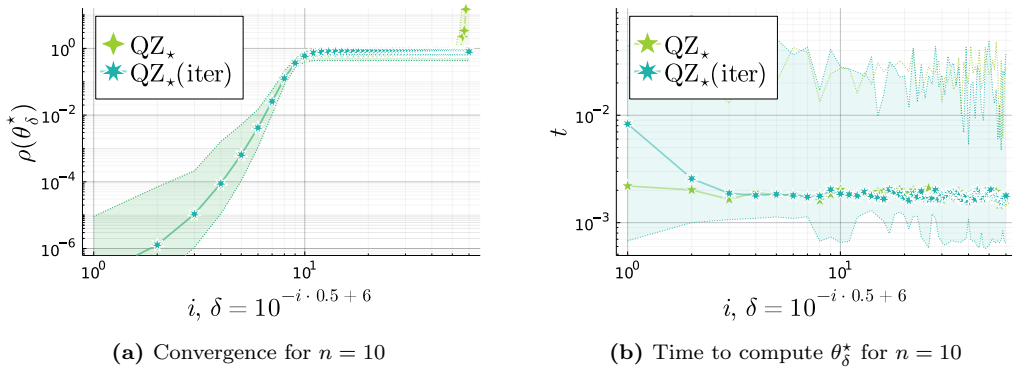 10⁰
10⁻²
10⁻⁴
10⁻⁶
ρ(θ⋆δ)
QZ⋆
QZ⋆(iter)
10⁰
10¹
i, δ = 10^{−i · 0.5 + 6}
(a) Convergence for n = 10
10⁻²
10⁻³
t
QZ⋆
QZ⋆(iter)
10⁰
10¹
i, δ = 10^{−i · 0.5 + 6}
(b) Time to compute θ⋆δ for n = 10